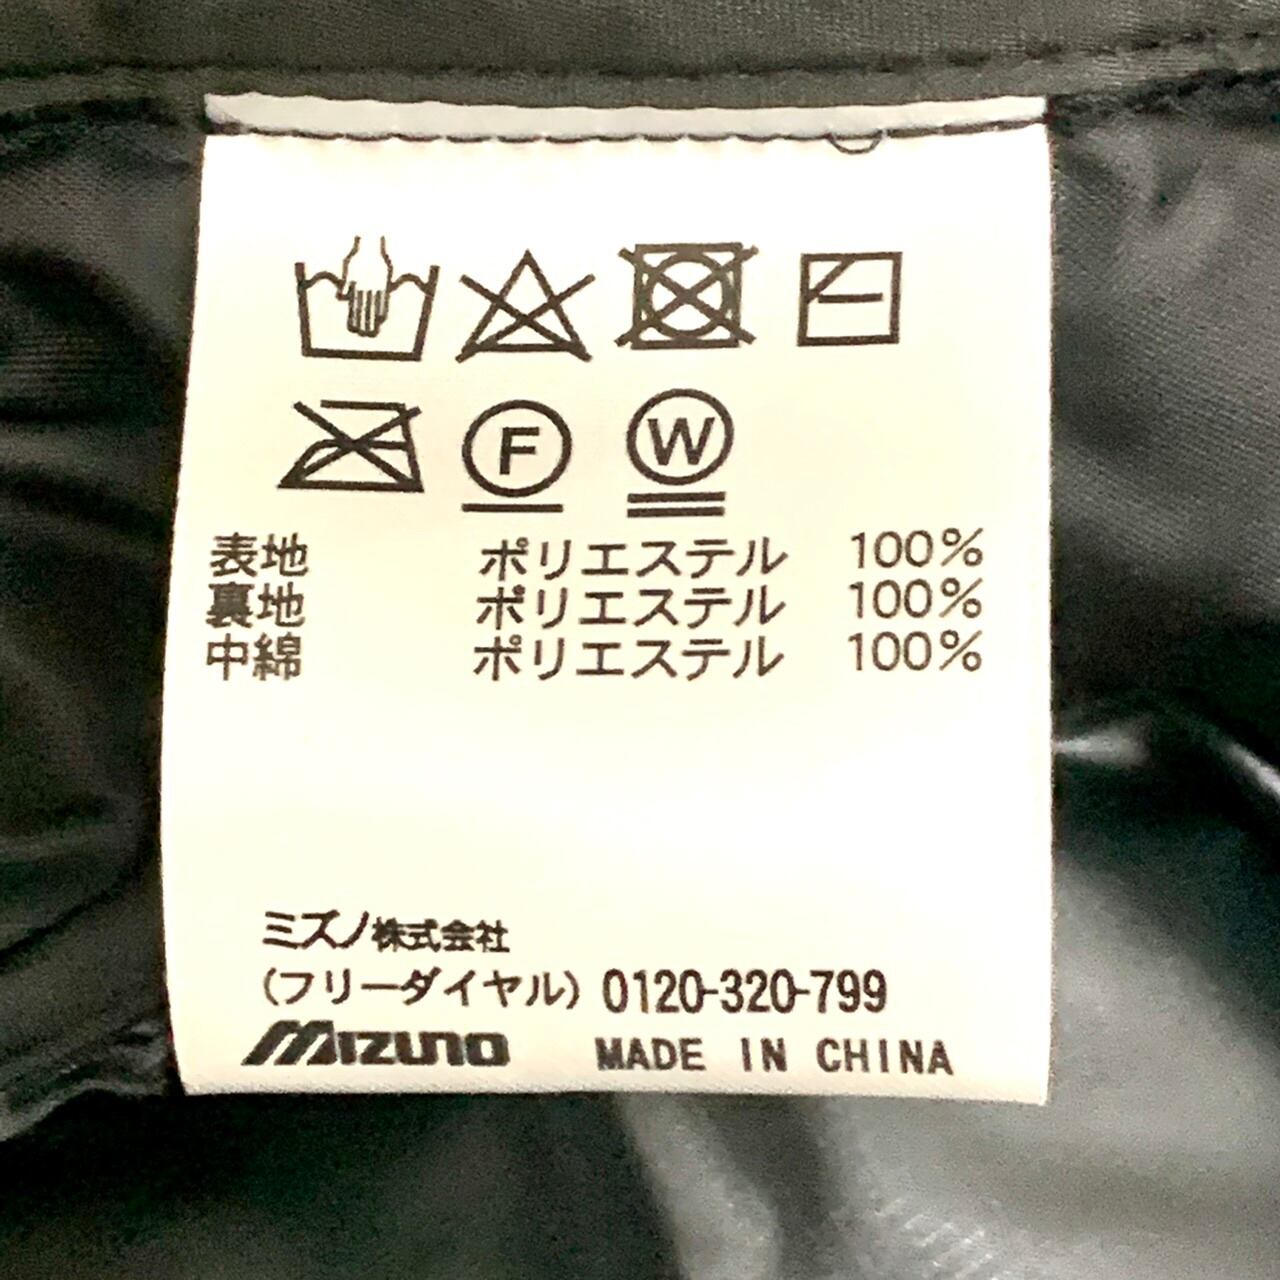 F W
表地 ポリエステル 100%
裏地 ポリエステル 100%
中綿 ポリエステル 100%
ミズノ株式会社
(フリーダイヤル) 0120-320-799
MIZUNO MADE IN CHINA